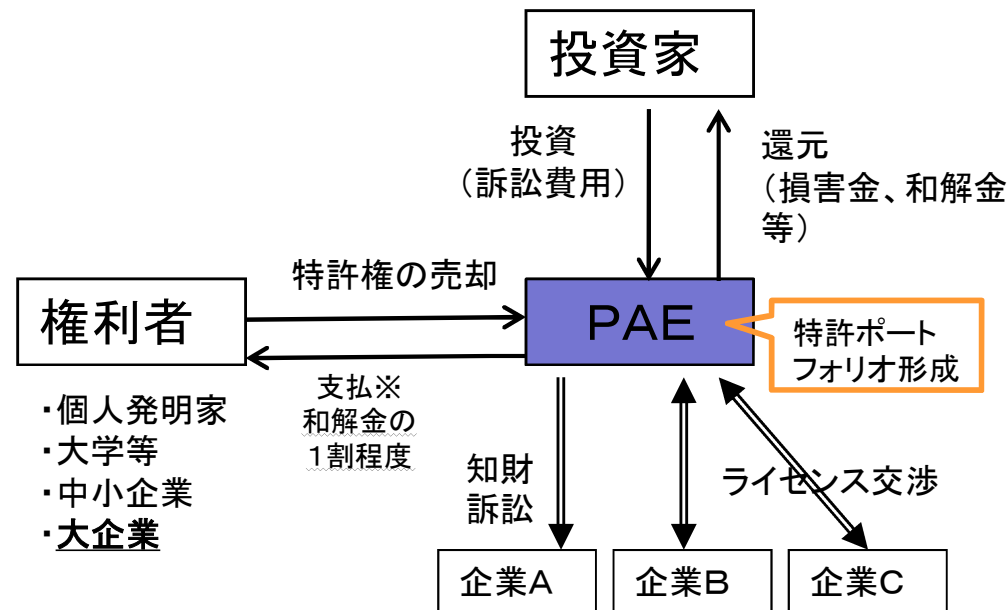 投資家
投資
（訴訟費用）
還元
（損害金、和解金
等）
特許権の売却
権利者
ＰＡＥ
特許ポート
フォリオ形成
支払※
和解金の
１割程度
・個人発明家
・大学等
・中小企業
・大企業
知財
訴訟
ライセンス交渉
企業Ａ
企業Ｂ
企業Ｃ